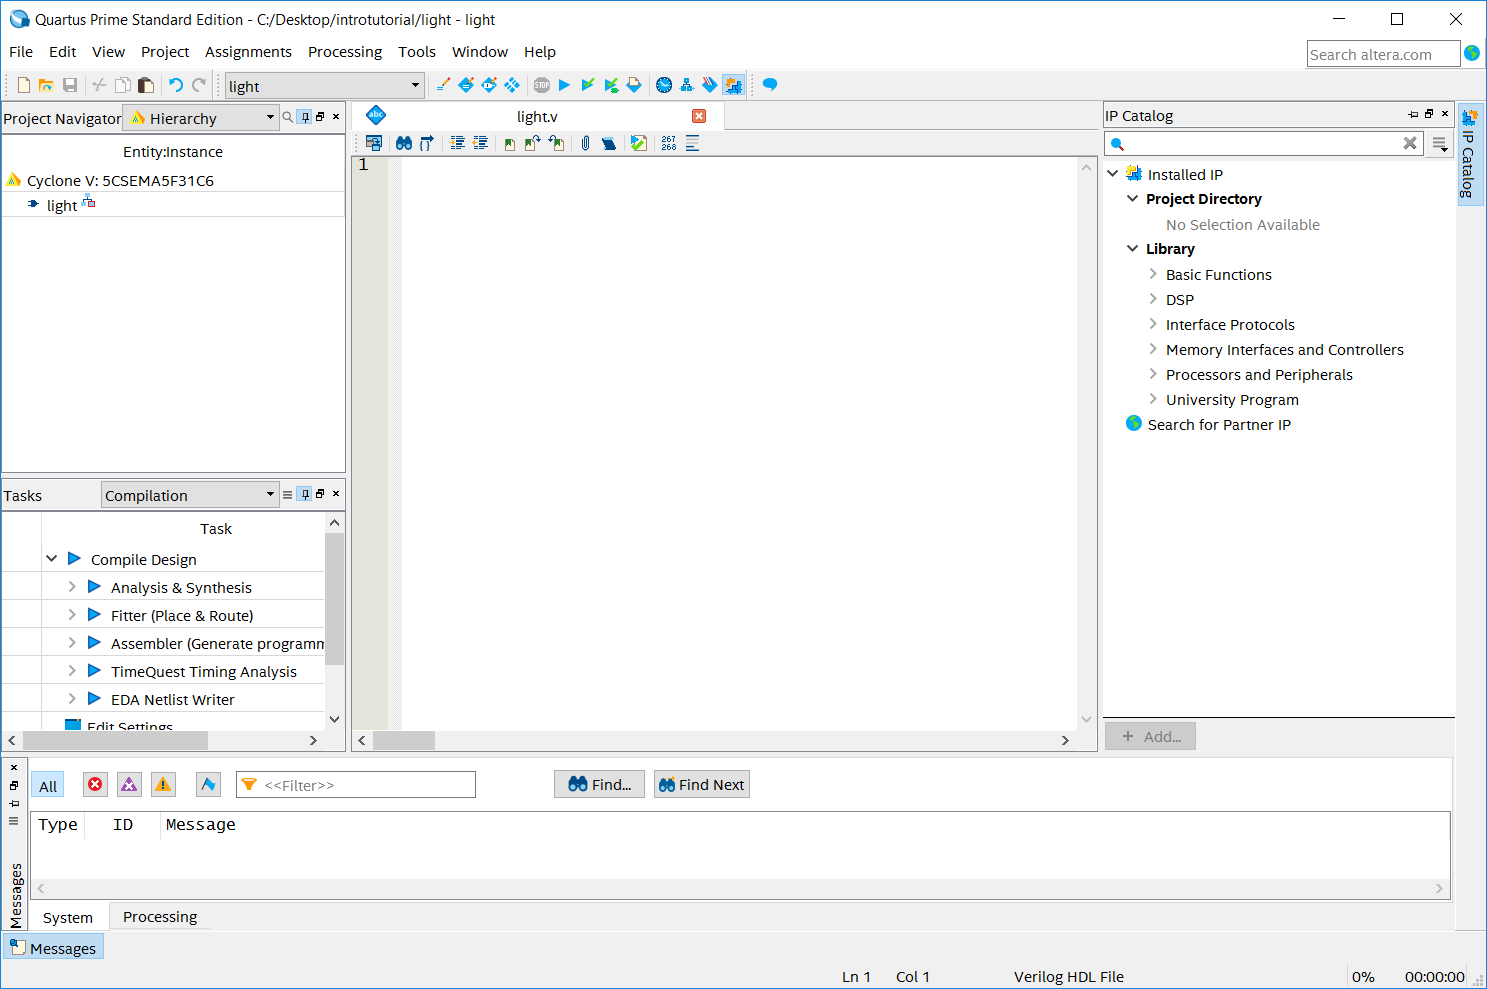 Quartus Prime Standard Edition - C:/Desktop/introtutorial/light - light
File Edit View Project Assignments Processing Tools Window Help
Search altera.com
light
STOP
Project Navigator
Hierarchy
Entity:Instance
Cyclone V: 5CSEMA5F31C6
light
abc
light.v
267
268
1
IP Catalog
Installed IP
Project Directory
No Selection Available
Library
Basic Functions
DSP
Interface Protocols
Memory Interfaces and Controllers
Processors and Peripherals
University Program
Search for Partner IP
+ Add...
IP Catalog
Tasks
Compilation
Task
Compile Design
Analysis & Synthesis
Fitter (Place & Route)
Assembler (Generate programm
TimeQuest Timing Analysis
EDA Netlist Writer
Edit Settings
All
<<Filter>>
Find...
Find Next
Type ID Message
Messages
System Processing
Messages
Ln 1 Col 1 Verilog HDL File 0% 00:00:00